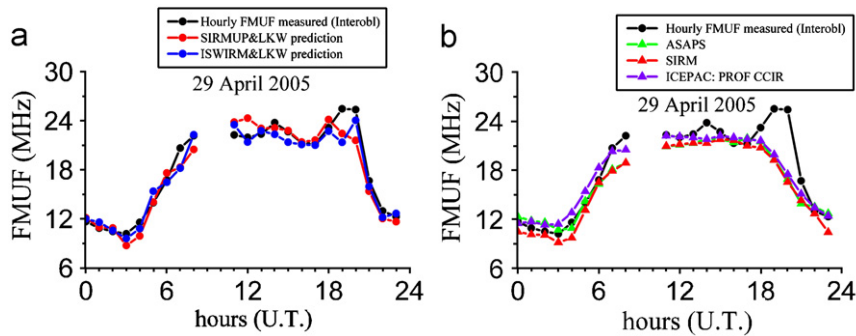 a
Hourly FMUF measured (Interobl)
SIRMUP&LKW prediction
ISWIRM&LKW prediction
29 April 2005
FMUF (MHz)
30
24
18
12
6
0
6
12
18
24
hours (U.T.)
b
Hourly FMUF measured (Interobl)
ASAPS
SIRM
ICEPAC: PROF CCIR
29 April 2005
FMUF (MHz)
30
24
18
12
6
0
6
12
18
24
hours (U.T.)